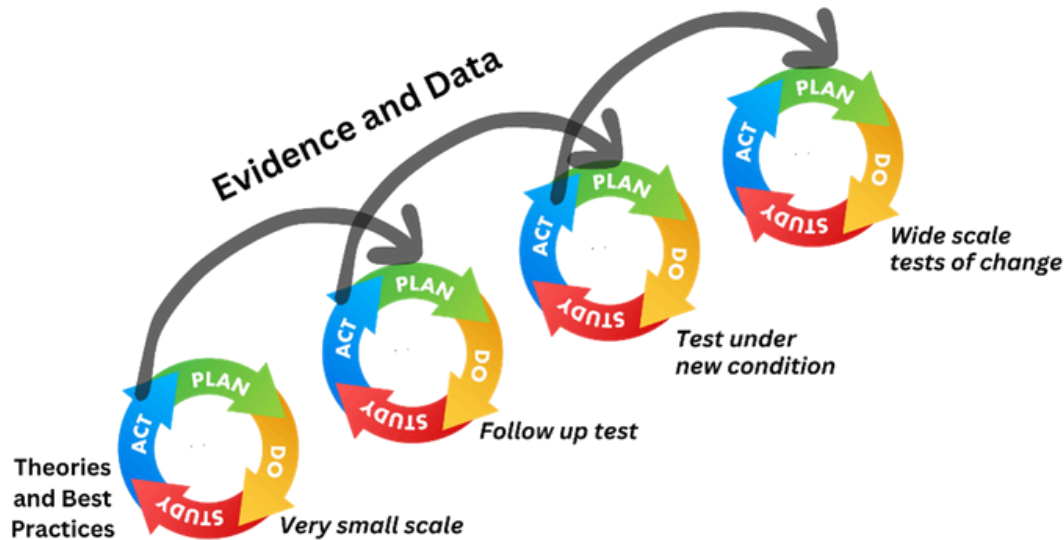 Evidence and Data
PLAN
DO
STUDY
ACT
Wide scale
tests of change
PLAN
DO
STUDY
ACT
Test under
new condition
PLAN
DO
STUDY
ACT
Follow up test
PLAN
DO
STUDY
ACT
Very small scale
Theories
and Best
Practices